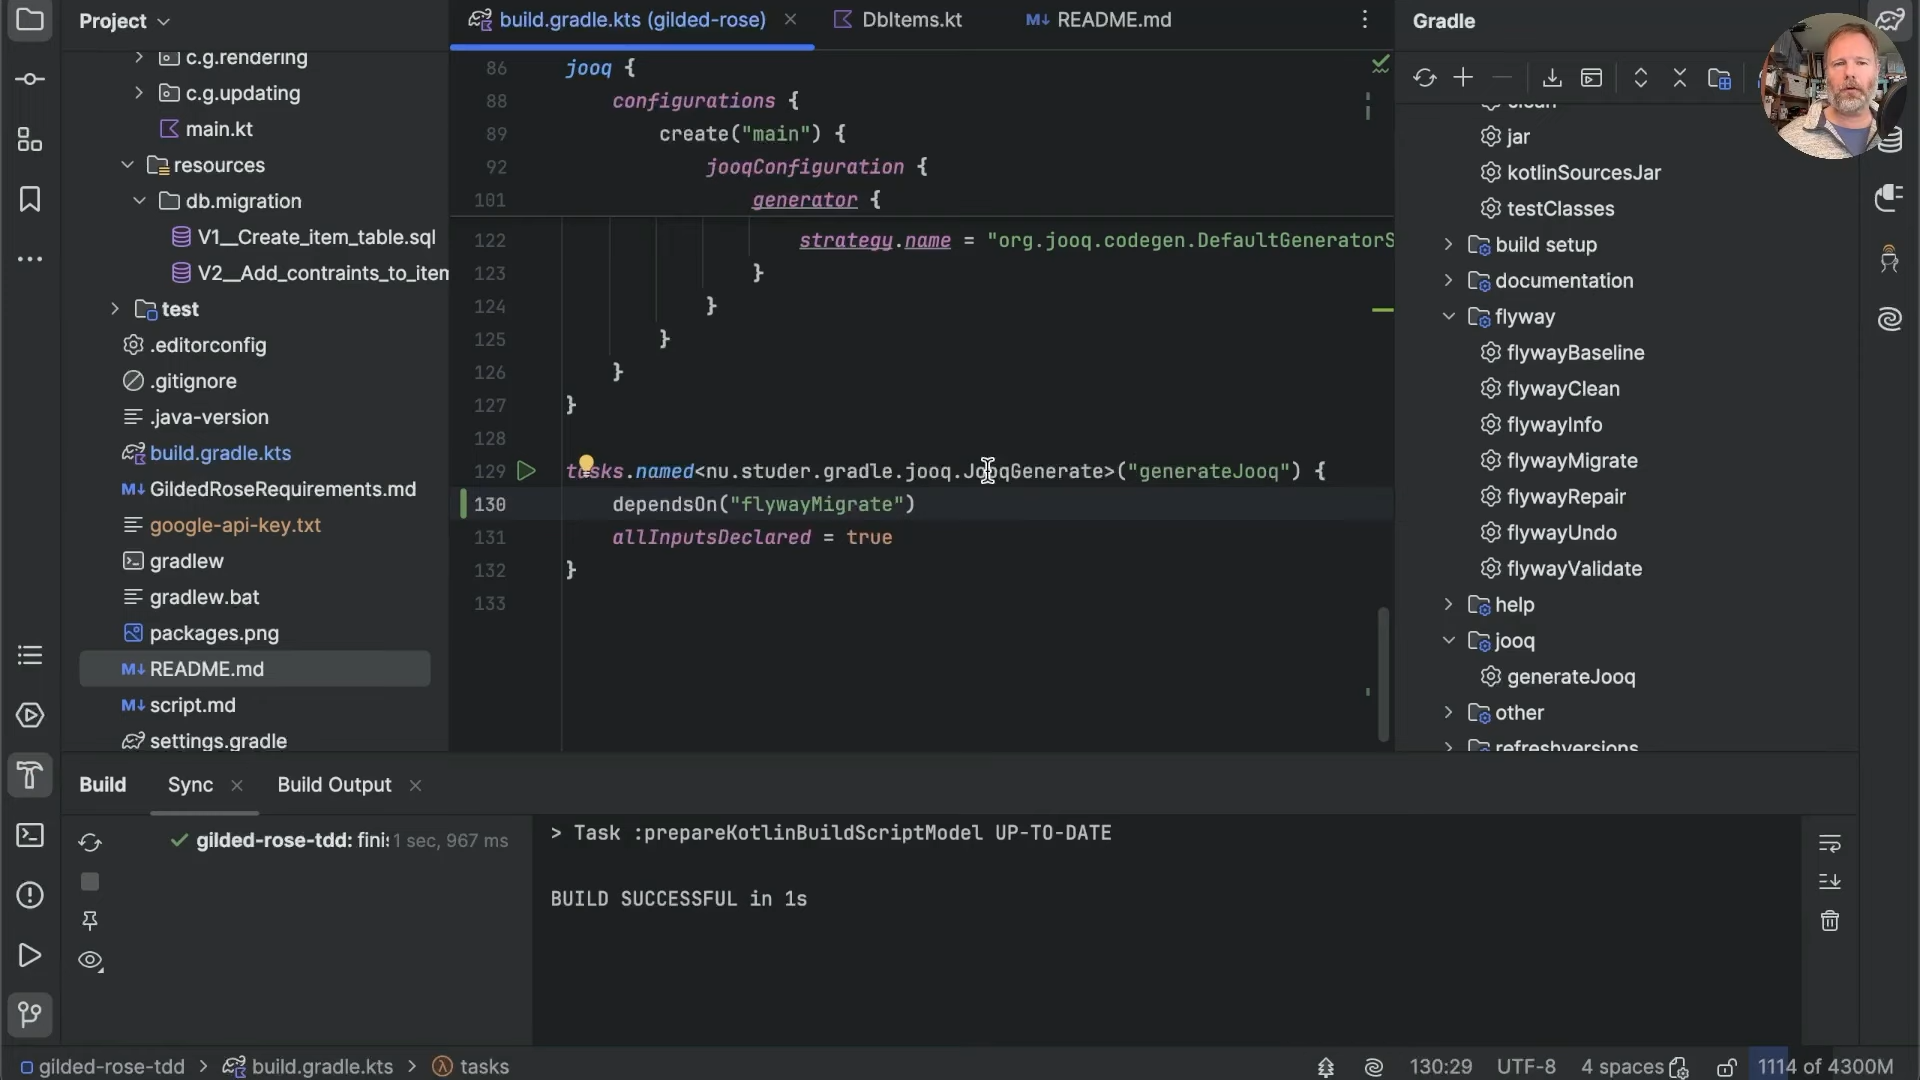 Project
build.gradle.kts (gilded-rose)
DbItems.kt
README.md
Gradle
c.g.rendering
c.g.updating
main.kt
resources
db.migration
V1__Create_item_table.sql
V2__Add_contraints_to_item
test
.editorconfig
.gitignore
.java-version
build.gradle.kts
GildedRoseRequirements.md
google-api-key.txt
gradlew
gradlew.bat
packages.png
README.md
script.md
settings.gradle
86 jooq {
88 configurations {
89 create("main") {
92 jooqConfiguration {
101 generator {
122 strategy.name = "org.jooq.codegen.DefaultGeneratorS
123 }
124 }
125 }
126 }
127 }
128
129 tasks.named<nu.studer.gradle.jooq.JooqGenerate>("generateJooq") {
130 dependsOn("flywayMigrate")
131 allInputsDeclared = true
132 }
133
clean
jar
kotlinSourcesJar
testClasses
build setup
documentation
flyway
flywayBaseline
flywayClean
flywayInfo
flywayMigrate
flywayRepair
flywayUndo
flywayValidate
help
jooq
generateJooq
other
refreshversions
Build
Sync
Build Output
gilded-rose-tdd: fini 1 sec, 967 ms
> Task :prepareKotlinBuildScriptModel UP-TO-DATE
BUILD SUCCESSFUL in 1s
gilded-rose-tdd > build.gradle.kts > tasks
130:29 UTF-8 4 spaces 1114 of 4300M